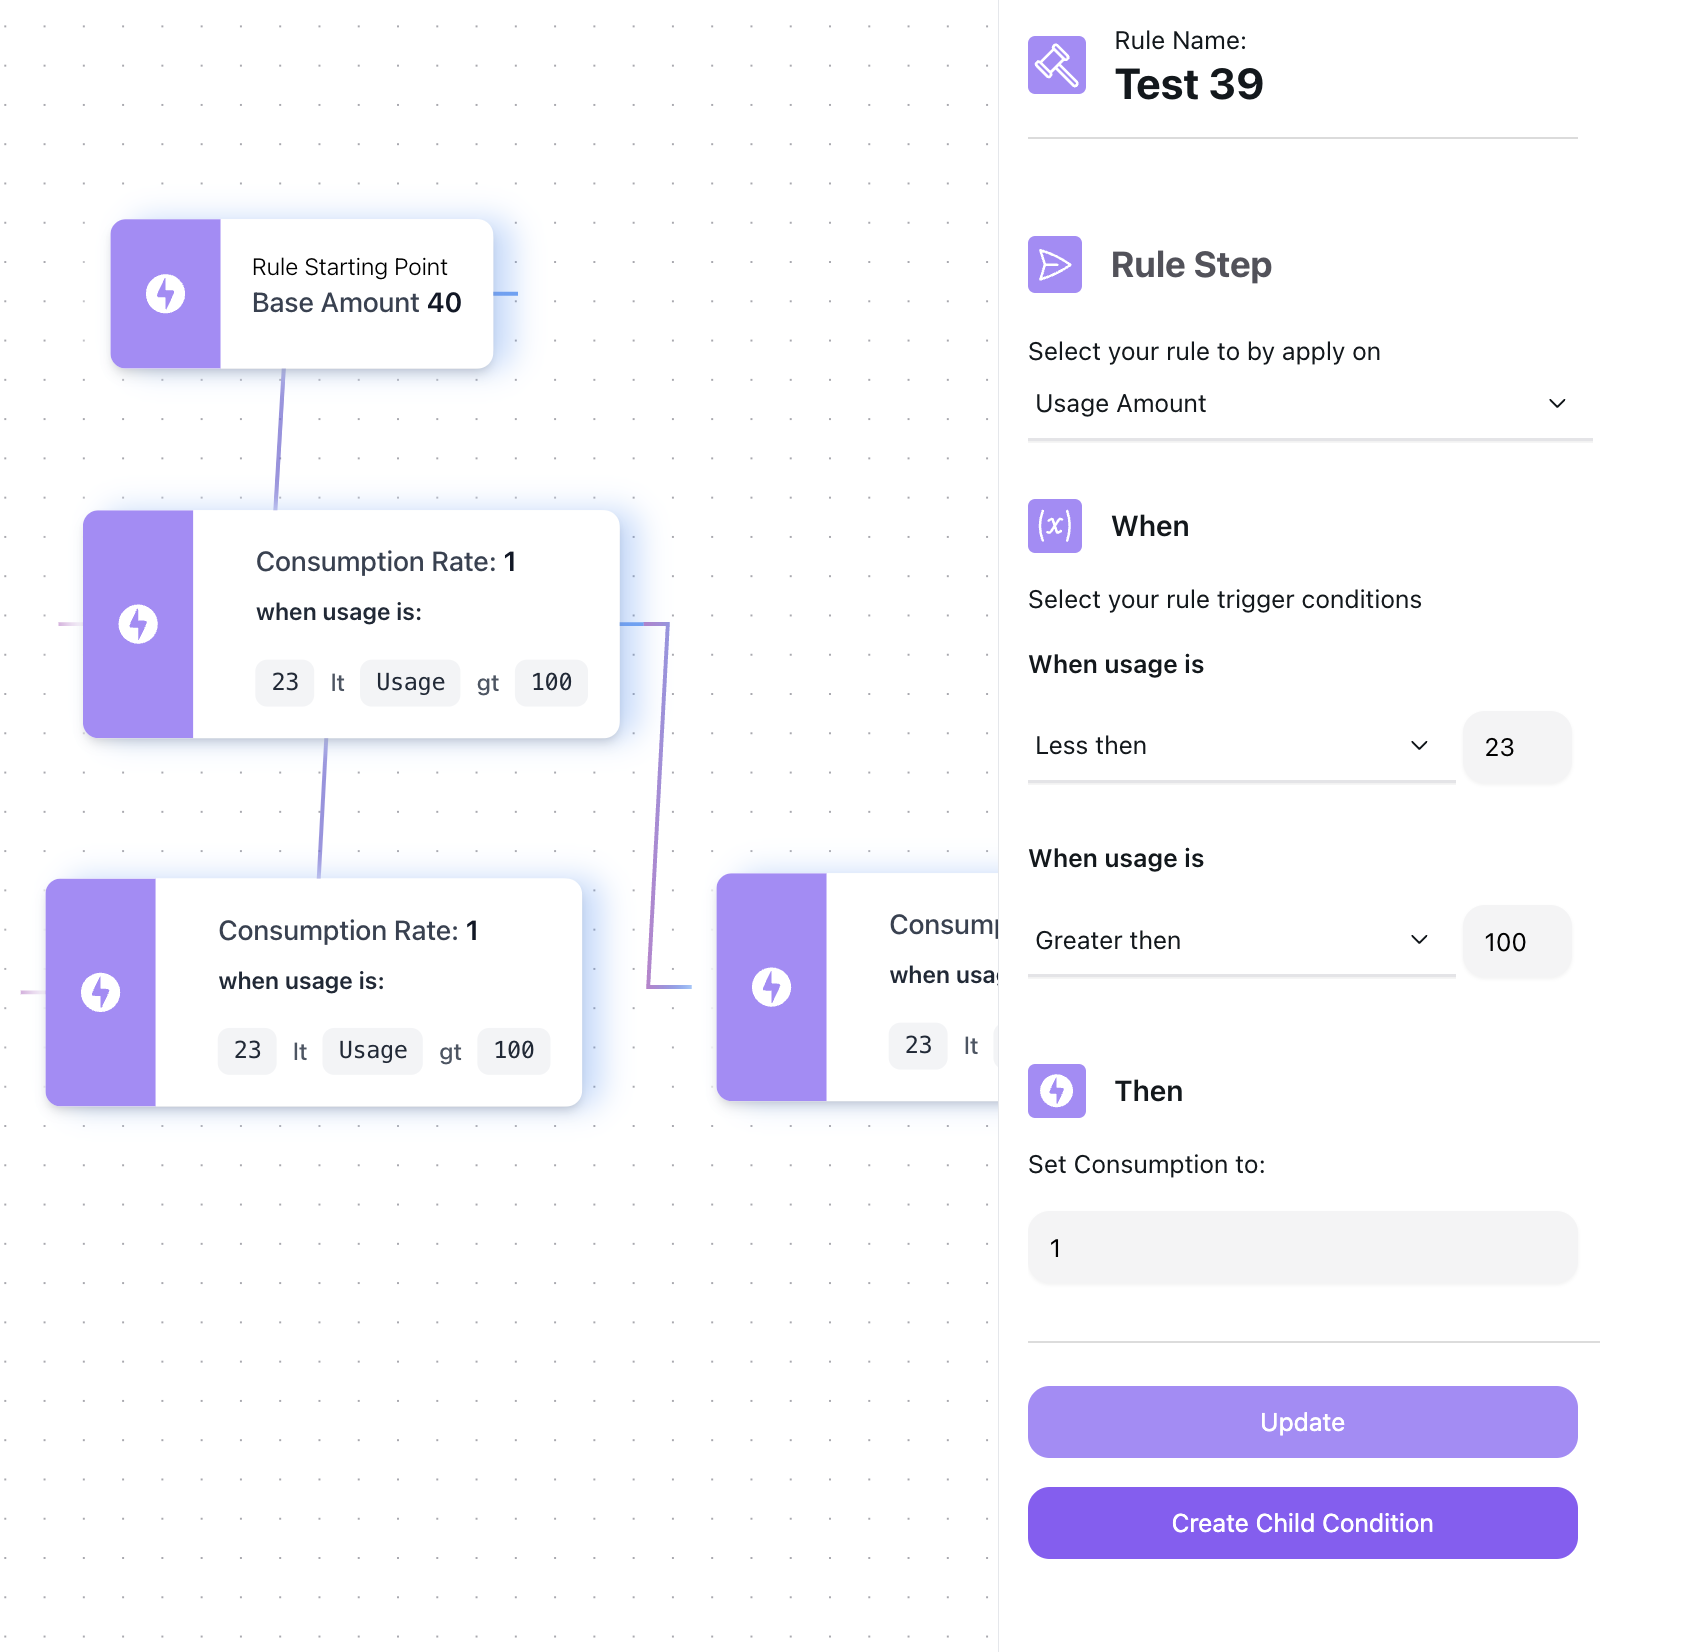 Rule Starting Point
Base Amount 40
Consumption Rate: 1
when usage is:
23 lt Usage gt 100
Consumption Rate: 1
when usage is:
23 lt Usage gt 100
Consump
when usa
23 lt
Rule Name:
Test 39
Rule Step
Select your rule to by apply on
Usage Amount
(x) When
Select your rule trigger conditions
When usage is
Less then 23
When usage is
Greater then 100
Then
Set Consumption to:
1
Update
Create Child Condition